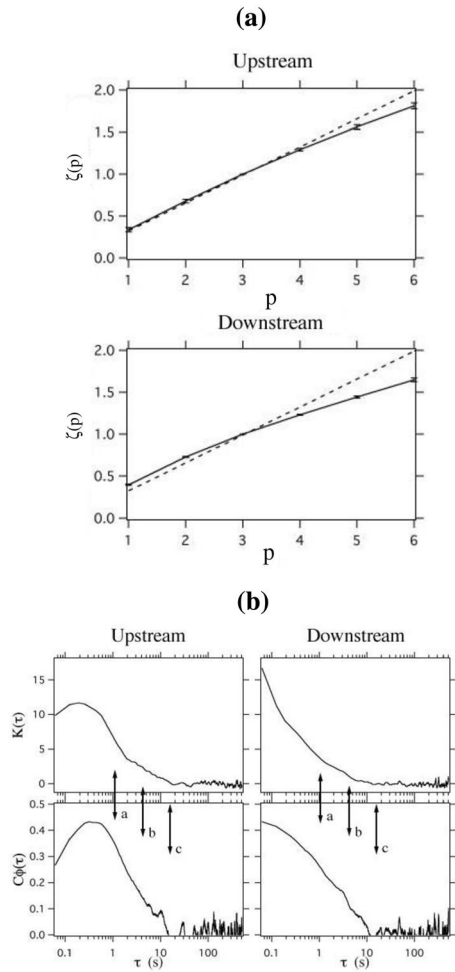 (a)
Upstream
2.0
1.5
1.0
0.5
0.0
ζ(p)
1 2 3 4 5 6
p
Downstream
2.0
1.5
1.0
0.5
0.0
ζ(p)
1 2 3 4 5 6
p
(b)
Upstream Downstream
15
10
5
0
K(τ)
a b c a b c
0.5
0.4
0.3
0.2
0.1
0.0
Cϕ(τ)
0.1 1 10 100 0.1 1 10 100
τ (s) τ (s)